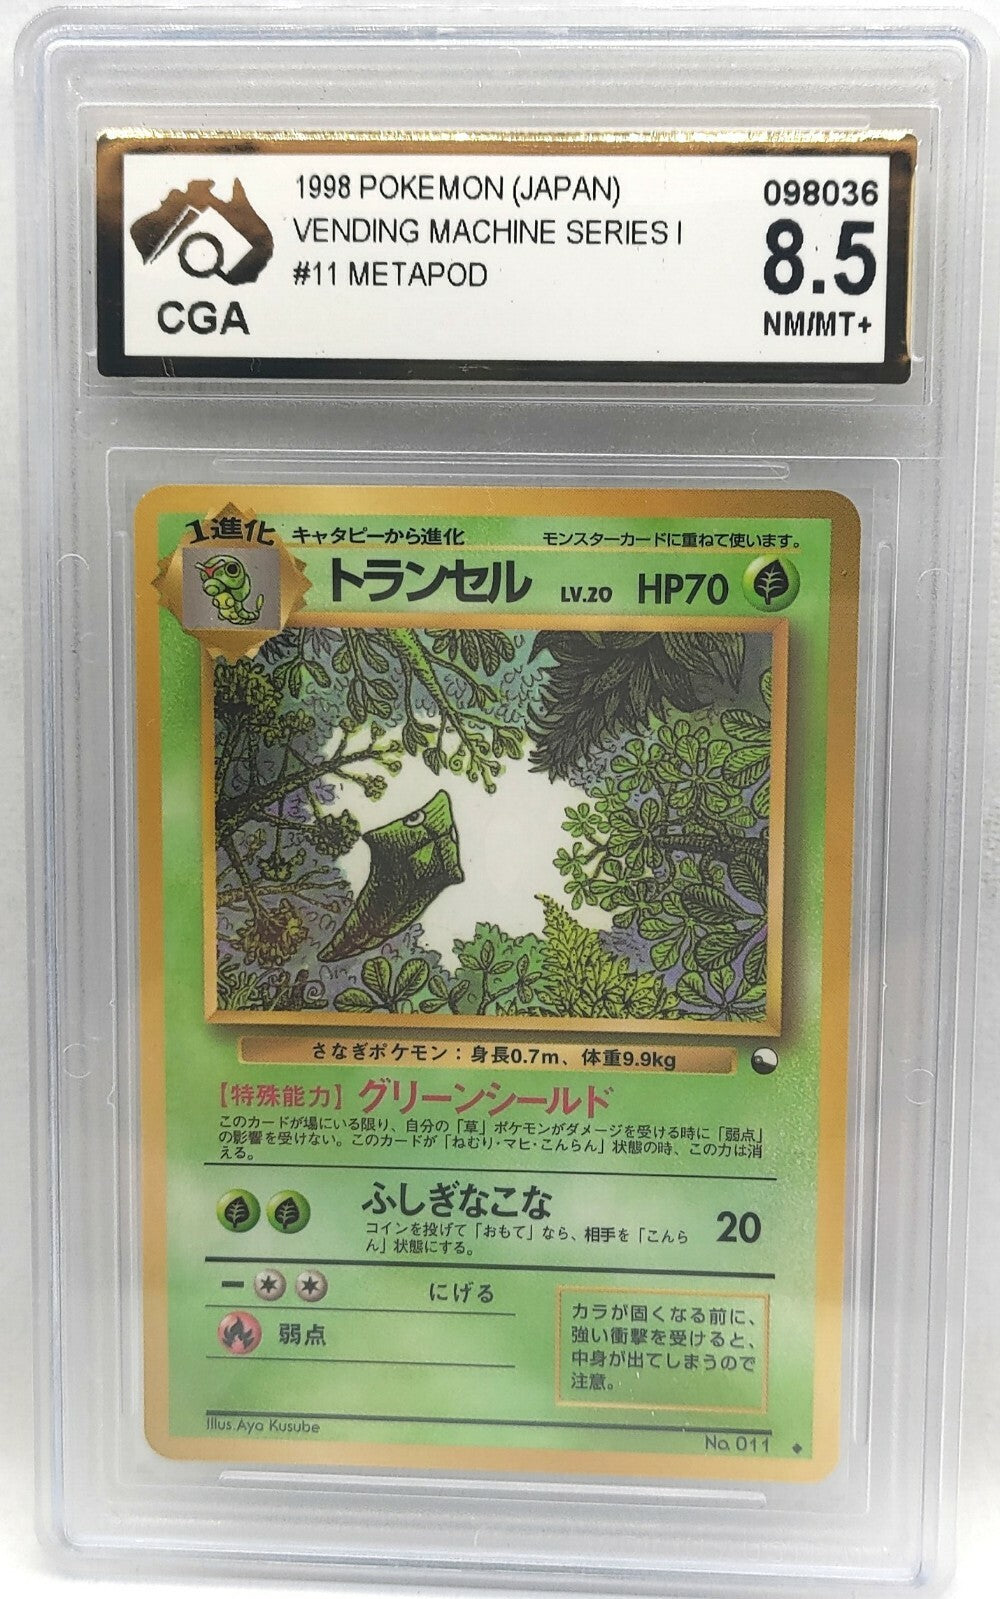 1998 POKEMON (JAPAN)
VENDING MACHINE SERIES I
#11 METAPOD
CGA
098036
8.5
NM/MT+
1進化
キャタピーから進化
モンスターカードに重ねて使います。
トランセル LV.20 HP70
さなぎポケモン：身長0.7m、体重9.9kg
【特殊能力】グリーンシールド
このカードが場にいる限り、自分の「草」ポケモンがダメージを受ける時に「弱点」
の影響を受けない。このカードが「ねむり・マヒ・こんらん」状態の時、この力は消
える。
ふしぎなこな
コインを投げて「おもて」なら、相手を「こんら
ん」状態にする。
20
にげる
弱点
カラが固くなる前に、
強い衝撃を受けると、
中身が出てしまうので
注意。
Illus.Aya Kusube
No.011